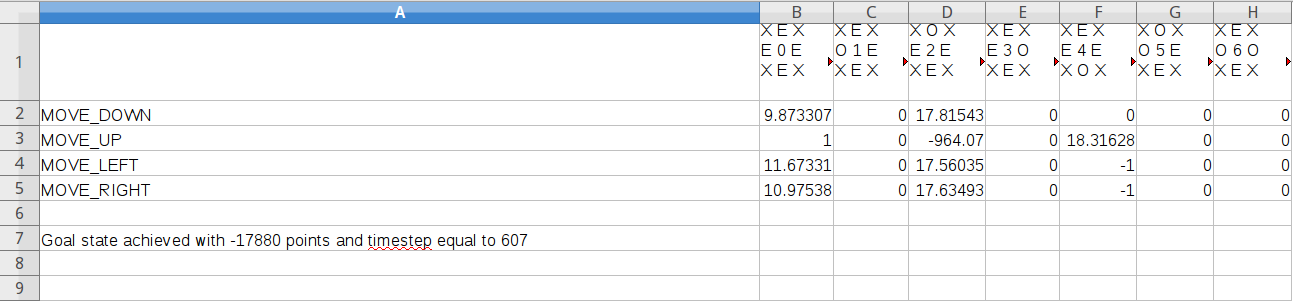 A B C D E F G H
1
X E X X E X X O X X E X X E X X O X X E X
E 0 E O 1 E E 2 E E 3 O E 4 E O 5 E O 6 O
X E X X E X X E X X E X X O X X E X X E X
2 MOVE_DOWN 9.873307 0 17.81543 0 0 0 0
3 MOVE_UP 1 0 -964.07 0 18.31628 0 0
4 MOVE_LEFT 11.67331 0 17.56035 0 -1 0 0
5 MOVE_RIGHT 10.97538 0 17.63493 0 -1 0 0
6
7 Goal state achieved with -17880 points and timestep equal to 607
8
9